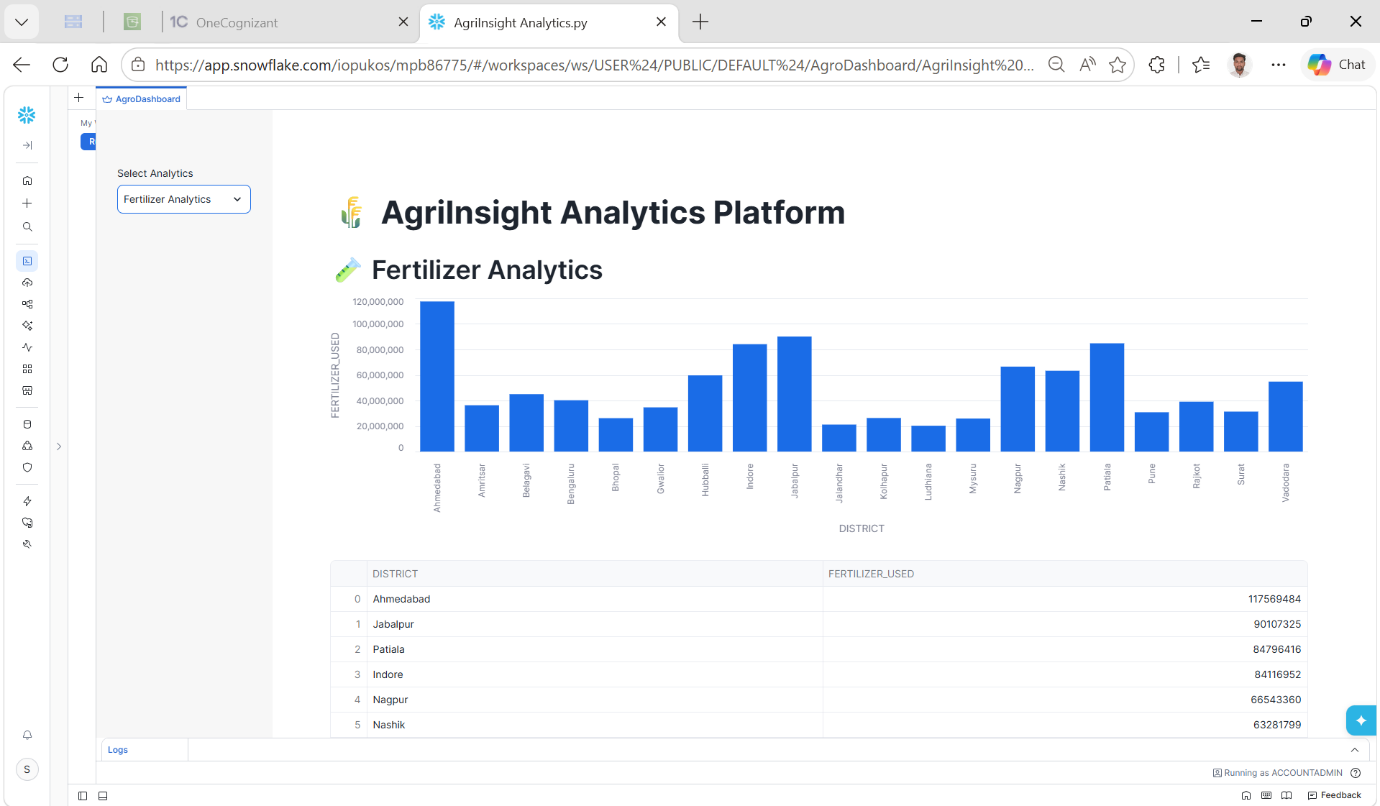 1C OneCognizant
AgriInsight Analytics.py
https://app.snowflake.com/iopukos/mpb86775/#/workspaces/ws/USER%24/PUBLIC/DEFAULT%24/AgroDashboard/AgriInsight%20...
Chat
AgroDashboard
My
Select Analytics
Fertilizer Analytics
AgriInsight Analytics Platform
Fertilizer Analytics
FERTILIZER_USED
120,000,000
100,000,000
80,000,000
60,000,000
40,000,000
20,000,000
0
Ahmedabad
Amritsar
Belagavi
Bengaluru
Bhopal
Gwalior
Hubballi
Indore
Jabalpur
Jalandhar
Kolhapur
Ludhiana
Mysuru
Nagpur
Nashik
Patiala
Pune
Rajkot
Surat
Vadodara
DISTRICT
DISTRICT FERTILIZER_USED
0 Ahmedabad 117569484
1 Jabalpur 90107325
2 Patiala 84796416
3 Indore 84116952
4 Nagpur 66543360
5 Nashik 63281799
Logs
S
Running as ACCOUNTADMIN
Feedback